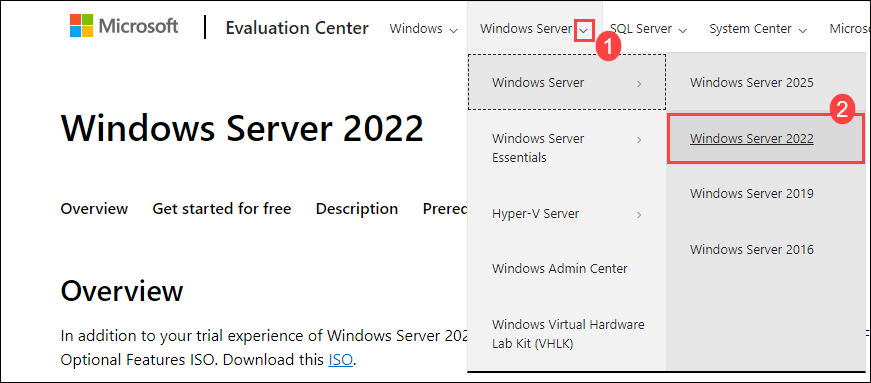 Microsoft Evaluation Center Windows Windows Server SQL Server System Center Micros
1
Windows Server Windows Server 2025
2
Windows Server 2022
Windows Server 2022
Windows Server
Essentials
Windows Server 2019
Overview Get started for free Description Prereq
Hyper-V Server
Windows Server 2016
Windows Admin Center
Overview
Windows Virtual Hardware
Lab Kit (VHLK)
In addition to your trial experience of Windows Server 202
Optional Features ISO. Download this ISO.